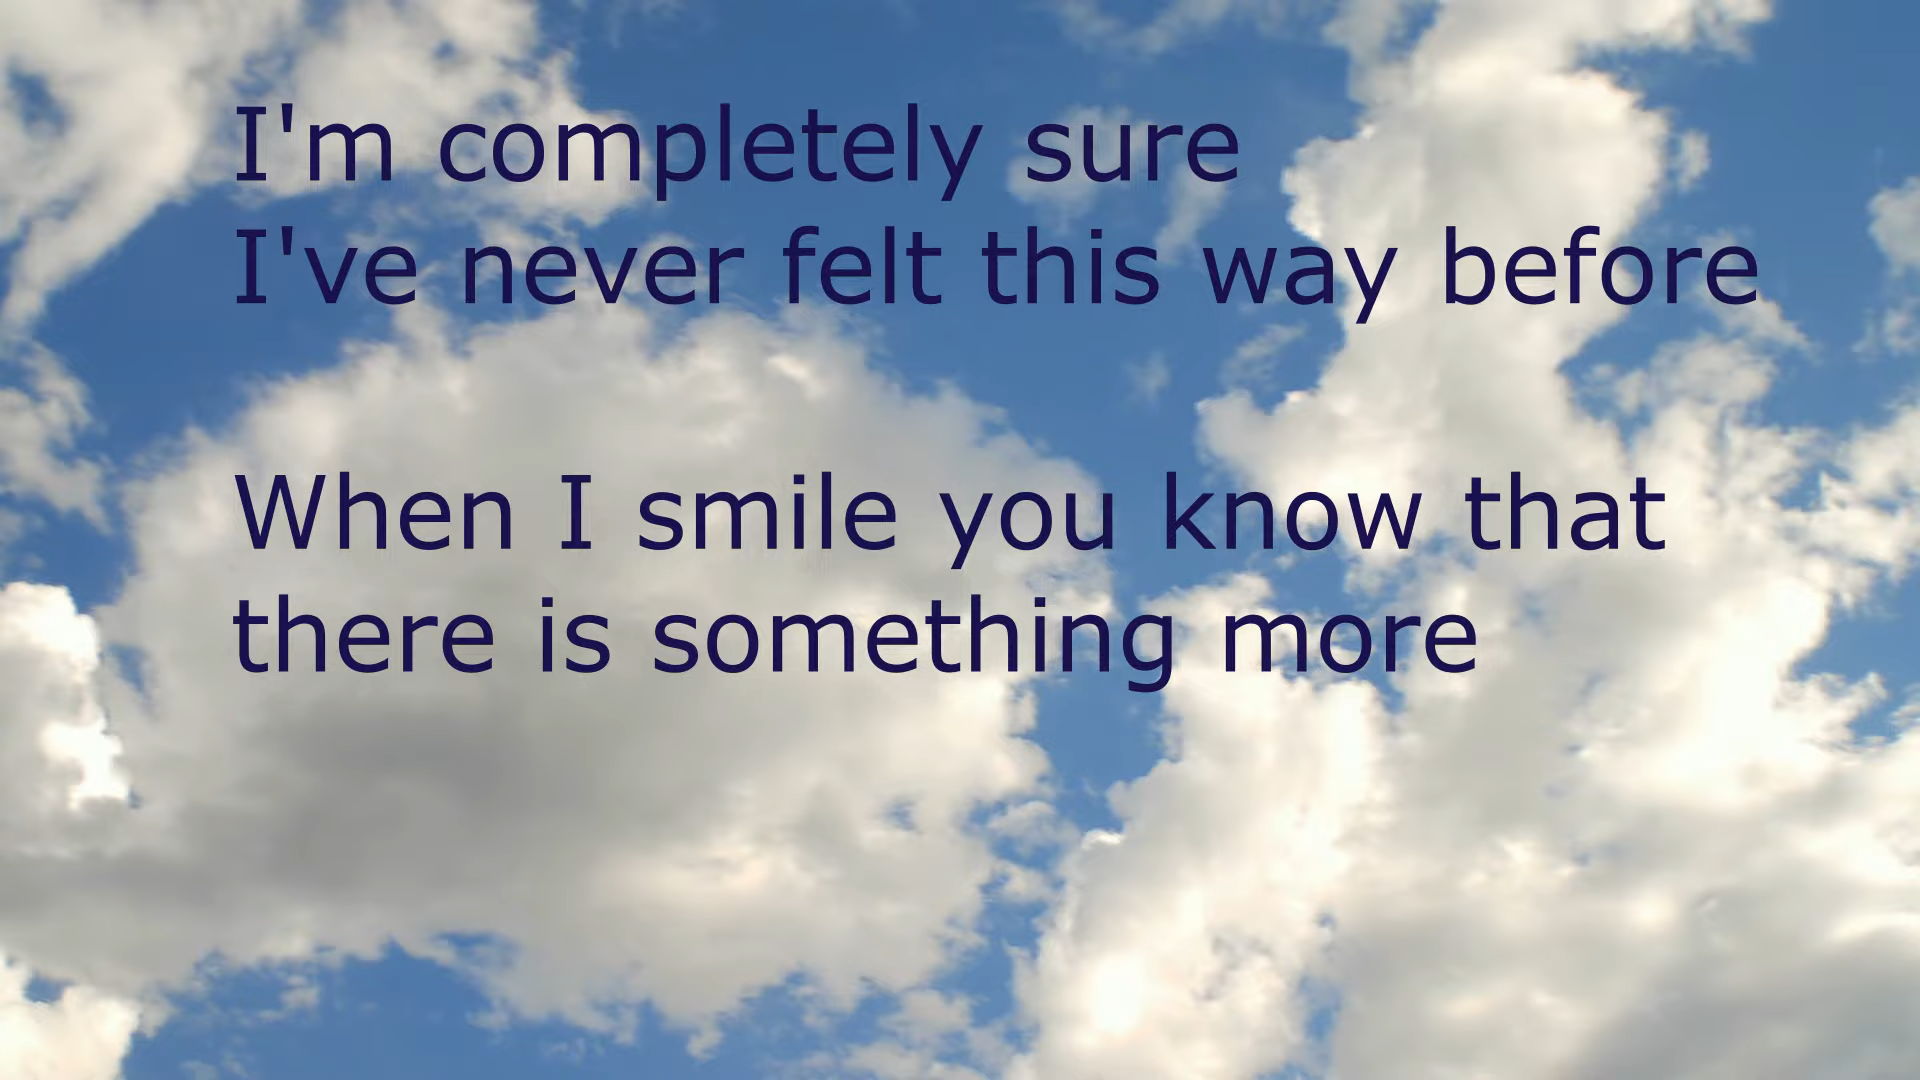 I'm completely sure
I've never felt this way before
When I smile you know that
there is something more